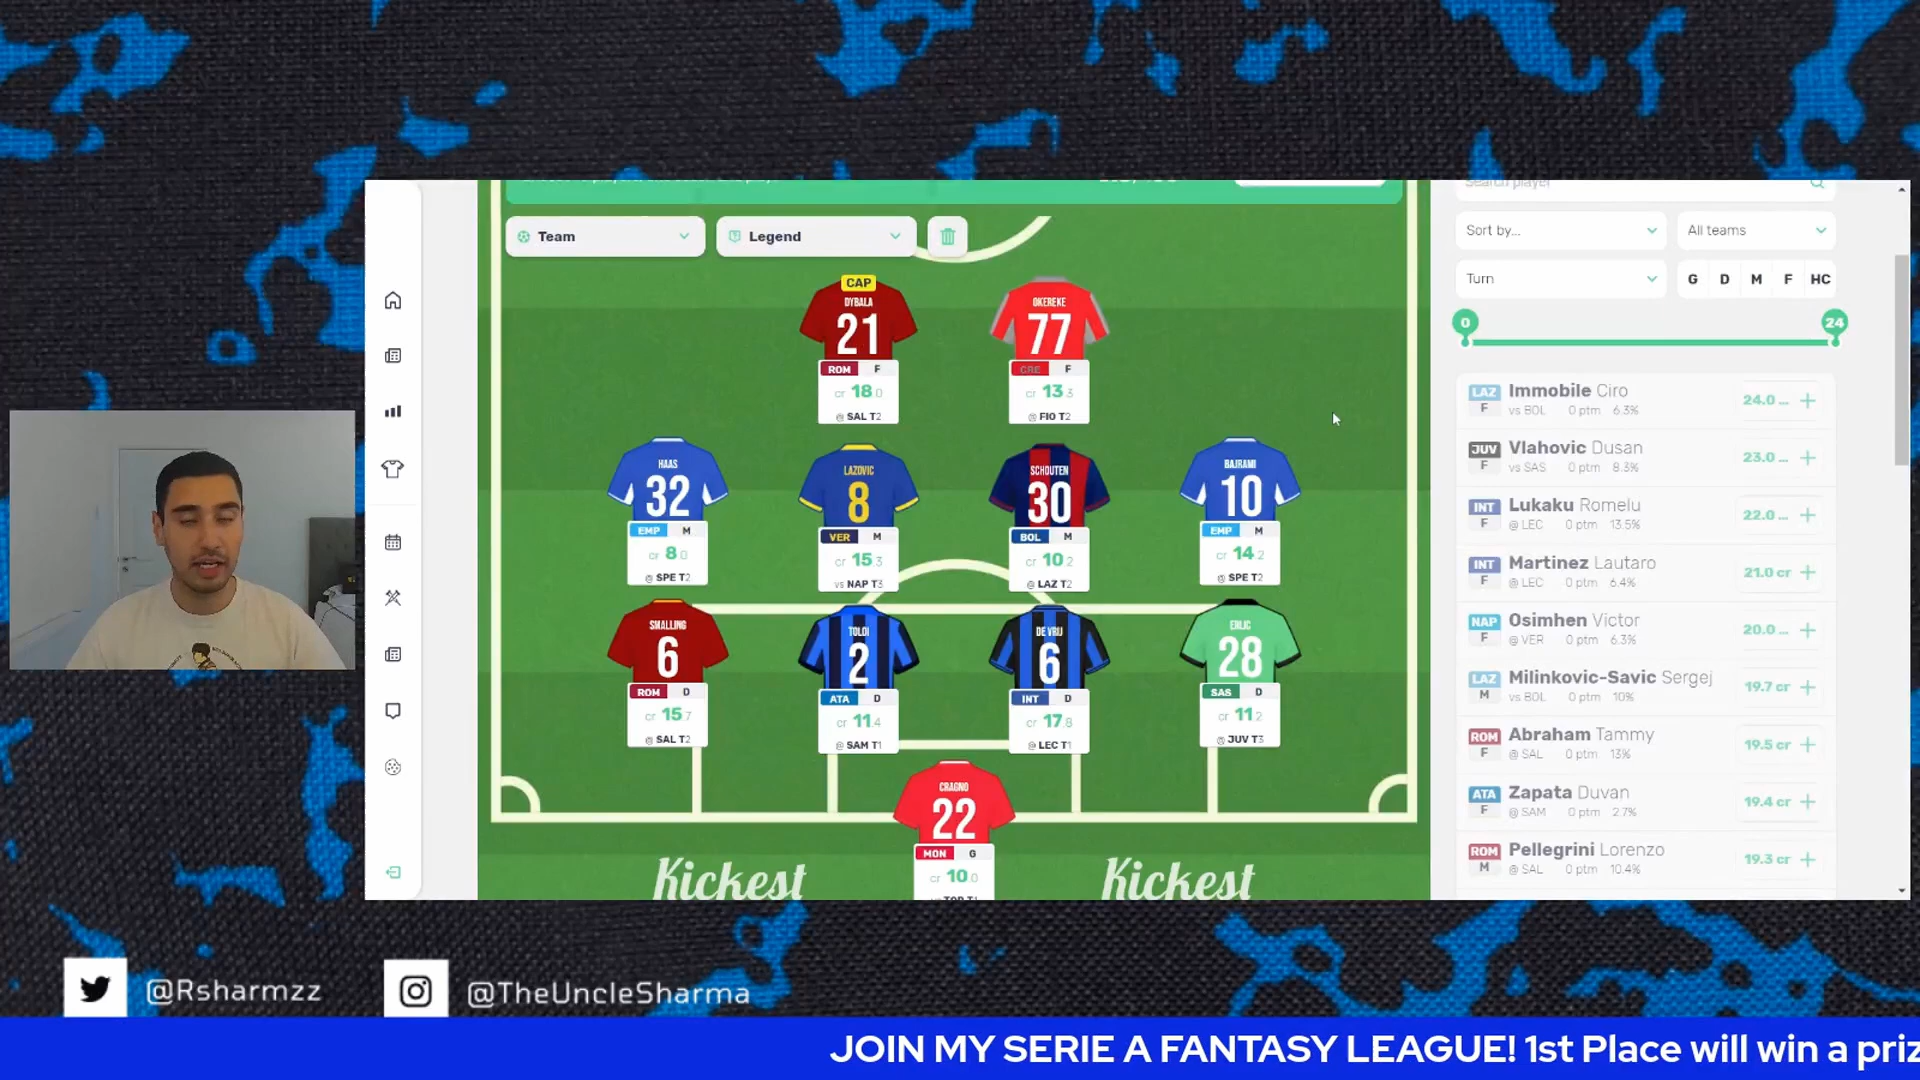 Search player
Team
Legend
Sort by...
All teams
Turn
G D M F HC
0
24
CAP
DYBALA
21
ROM F
cr 18.0
@ SAL T2
OKEREKE
77
CRE F
cr 13.3
@ FIO T2
HAAS
32
EMP M
cr 8.0
@ SPE T2
LAZOVIC
8
VER M
cr 15.3
vs NAP T3
SCHOUTEN
30
BOL M
cr 10.2
@ LAZ T2
BAJRAMI
10
EMP M
cr 14.2
@ SPE T2
SMALLING
6
ROM D
cr 15.7
@ SAL T2
TOLOI
2
ATA D
cr 11.4
@ SAM T1
DE VRIJ
6
INT D
cr 17.8
@ LEC T1
ERLIC
28
SAS D
cr 11.2
@ JUV T3
CRAGNO
22
MON G
cr 10.0
Kickest
Kickest
LAZ F Immobile Ciro 24.0 ... +
vs BOL 0 ptm 6.3%
JUV F Vlahovic Dusan 23.0 ... +
vs SAS 0 ptm 8.3%
INT F Lukaku Romelu 22.0 ... +
@ LEC 0 ptm 13.5%
INT F Martinez Lautaro 21.0 cr +
@ LEC 0 ptm 6.4%
NAP F Osimhen Victor 20.0 ... +
@ VER 0 ptm 6.3%
LAZ M Milinkovic-Savic Sergej 19.7 cr +
vs BOL 0 ptm 10%
ROM F Abraham Tammy 19.5 cr +
@ SAL 0 ptm 13%
ATA F Zapata Duvan 19.4 cr +
@ SAM 0 ptm 2.7%
ROM M Pellegrini Lorenzo 19.3 cr +
@ SAL 0 ptm 10.4%
@Rsharmzz
@TheUncleSharma
JOIN MY SERIE A FANTASY LEAGUE! 1st Place will win a priz